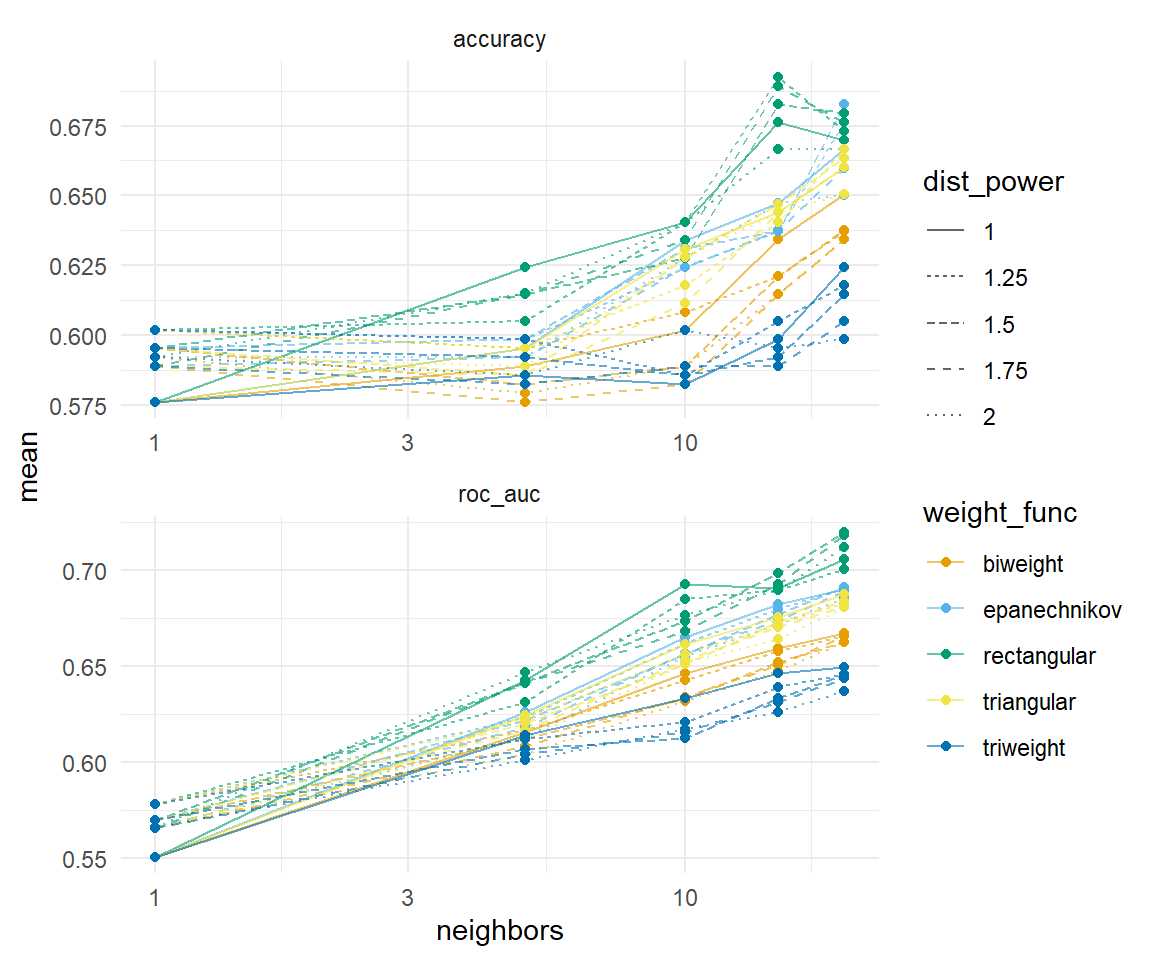 accuracy
0.675
0.650
0.625
0.600
0.575
1 3 10
mean
roc_auc
0.70
0.65
0.60
0.55
1 3 10
neighbors
dist_power
1
1.25
1.5
1.75
2
weight_func
biweight
epanechnikov
rectangular
triangular
triweight